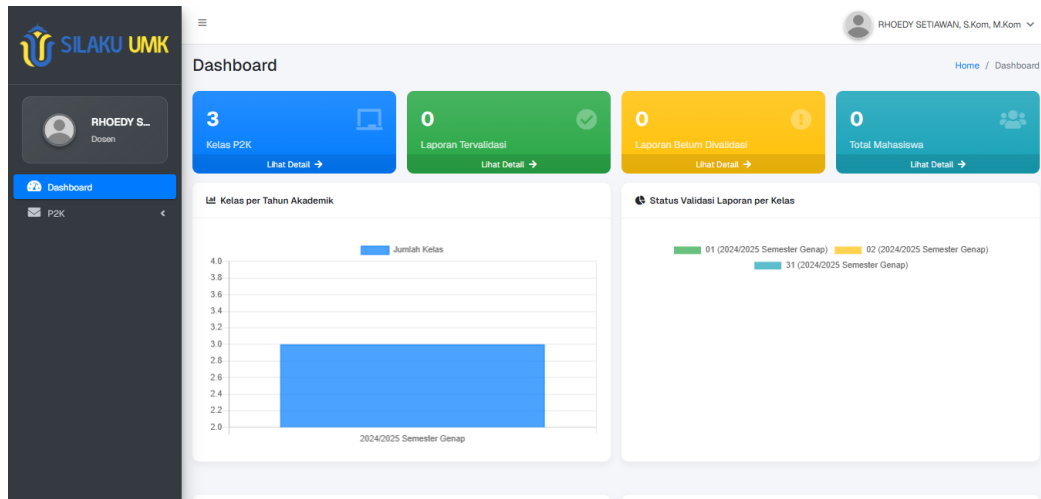 SILAKU UMK
RHOEDY SETIAWAN, S.Kom, M.Kom
Dashboard
Home / Dashboard
RHOEDY S...
Dosen
Dashboard
P2K
3
Kelas P2K
Lihat Detail
0
Laporan Tervalidasi
Lihat Detail
0
Laporan Belum Divalidasi
Lihat Detail
0
Total Mahasiswa
Lihat Detail
Kelas per Tahun Akademik
Jumlah Kelas
4.0
3.8
3.6
3.4
3.2
3.0
2.8
2.6
2.4
2.2
2.0
2024/2025 Semester Genap
Status Validasi Laporan per Kelas
01 (2024/2025 Semester Genap) 02 (2024/2025 Semester Genap)
31 (2024/2025 Semester Genap)